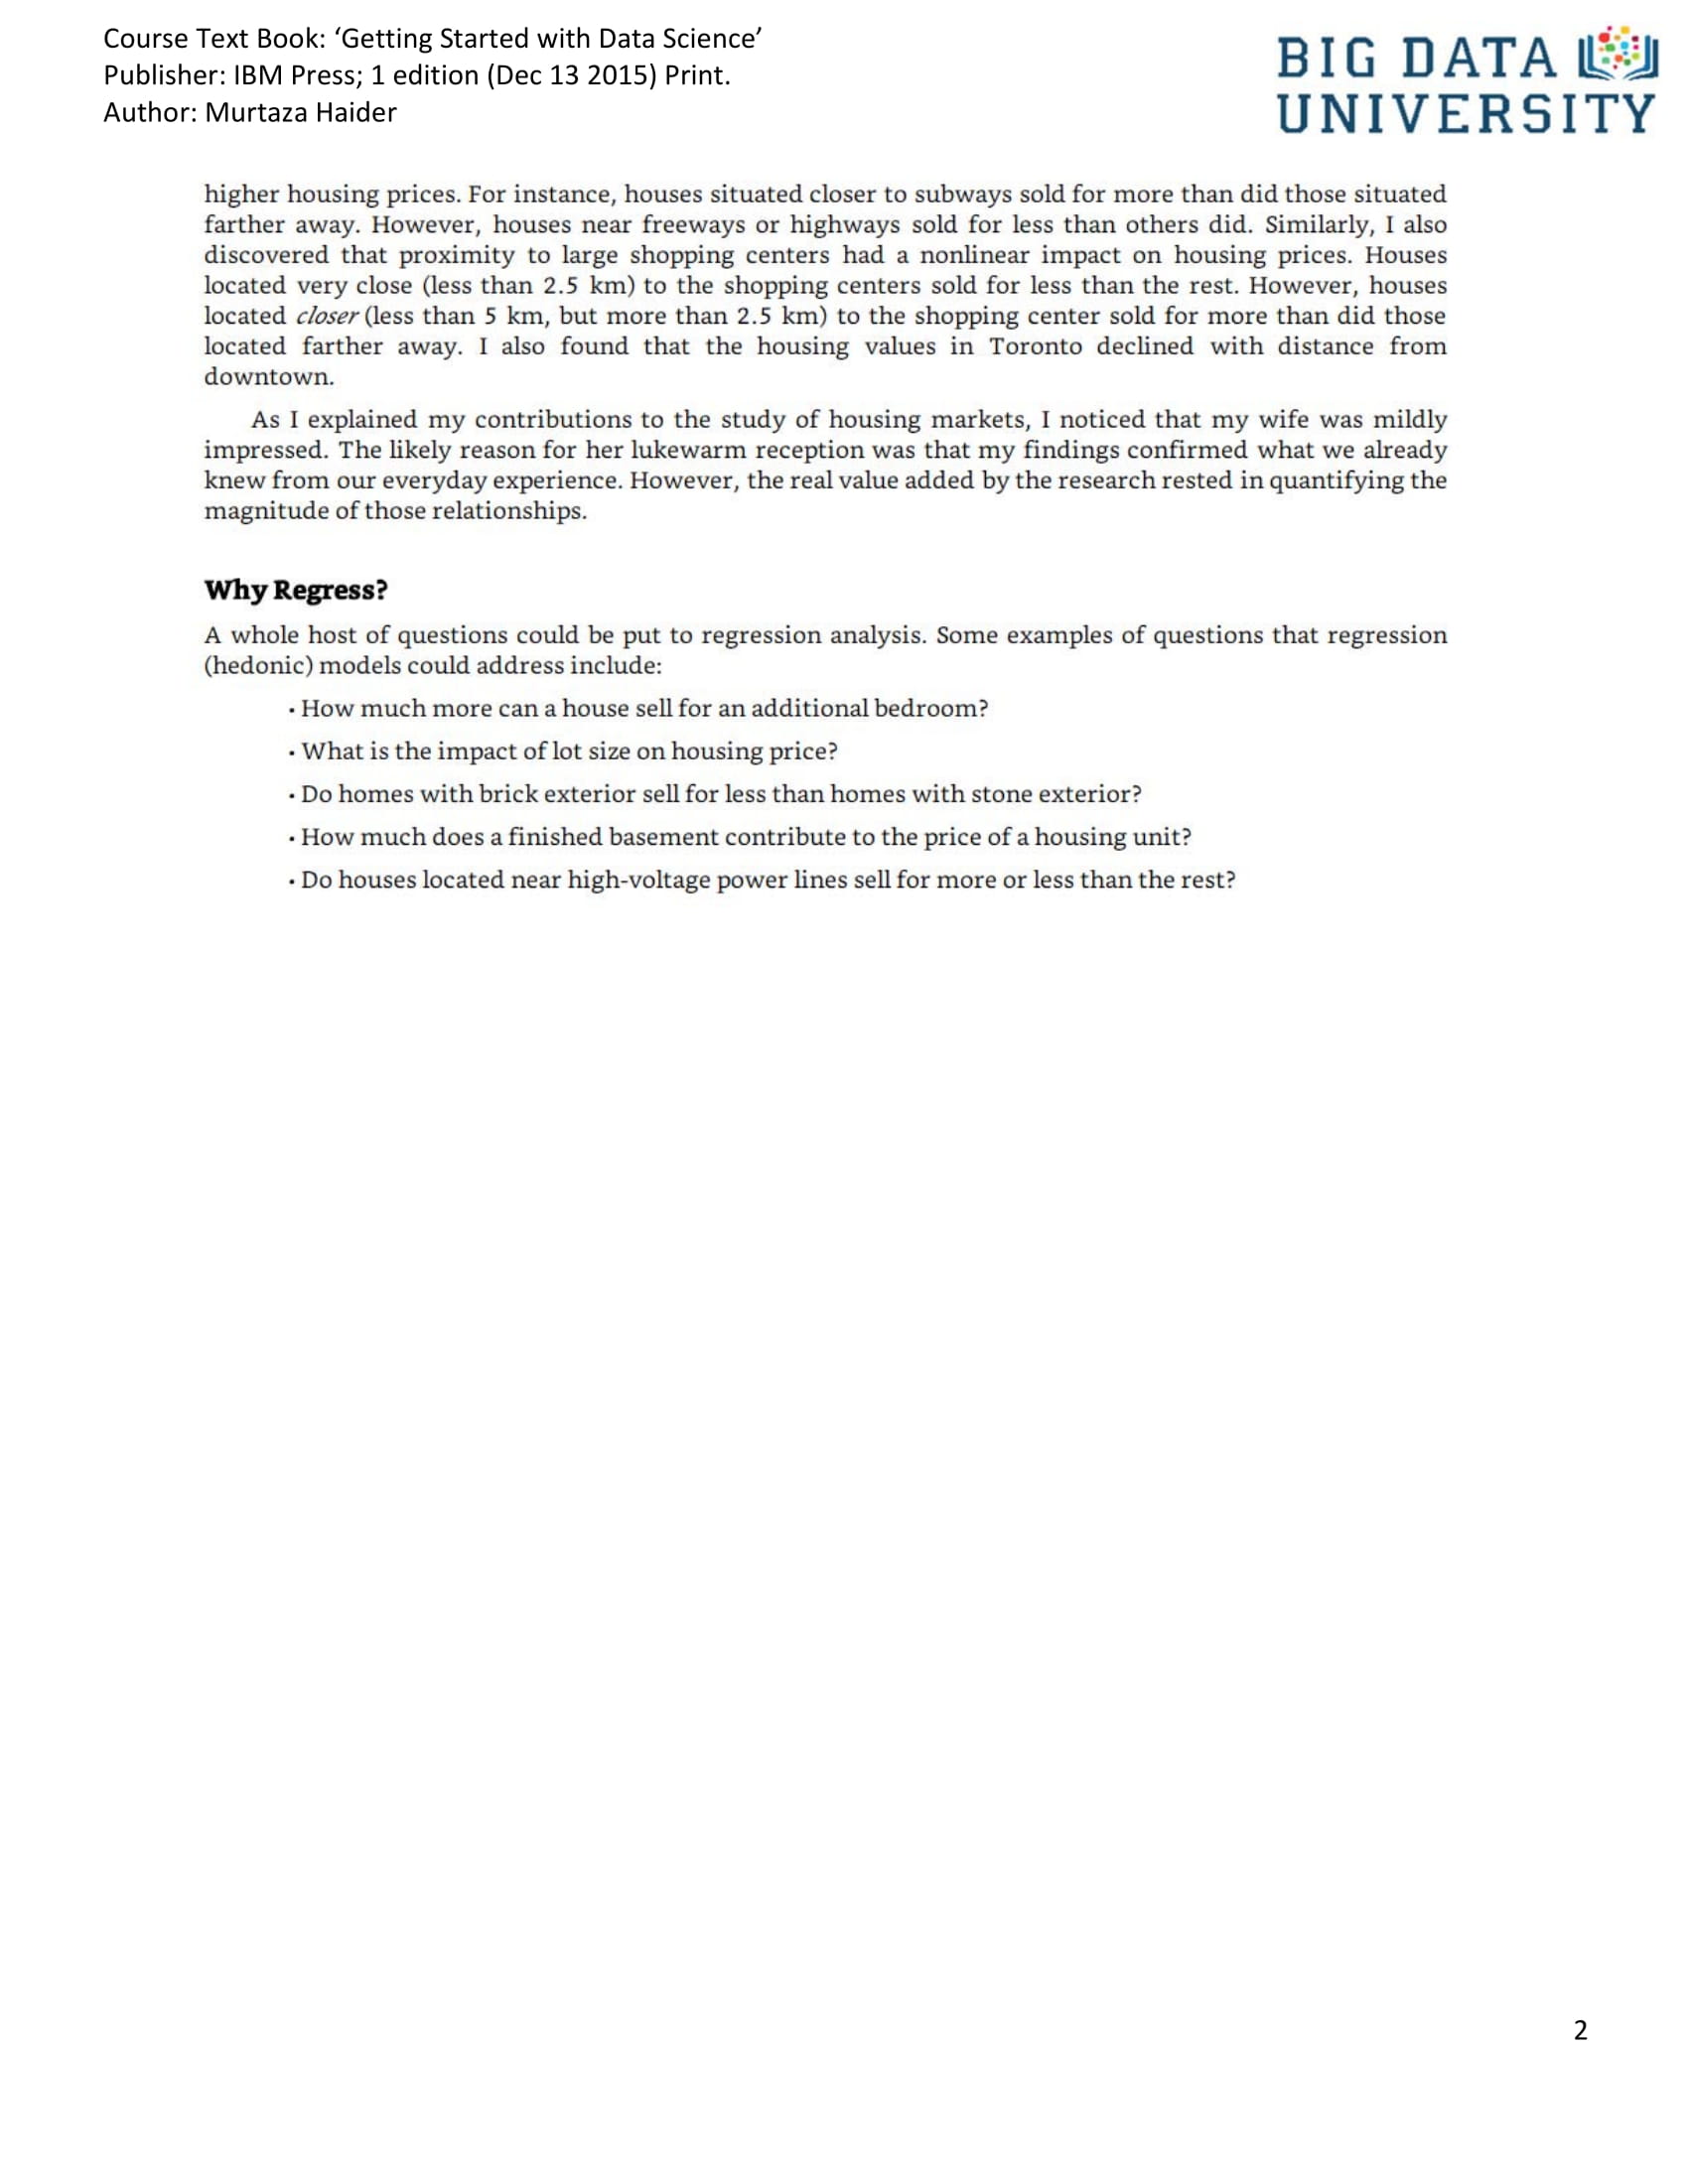 Course Text Book: ‘Getting Started with Data Science’
Publisher: IBM Press; 1 edition (Dec 13 2015) Print.
Author: Murtaza Haider
BIG DATA
UNIVERSITY
higher housing prices. For instance, houses situated closer to subways sold for more than did those situated
farther away. However, houses near freeways or highways sold for less than others did. Similarly, I also
discovered that proximity to large shopping centers had a nonlinear impact on housing prices. Houses
located very close (less than 2.5 km) to the shopping centers sold for less than the rest. However, houses
located closer (less than 5 km, but more than 2.5 km) to the shopping center sold for more than did those
located farther away. I also found that the housing values in Toronto declined with distance from
downtown.
As I explained my contributions to the study of housing markets, I noticed that my wife was mildly
impressed. The likely reason for her lukewarm reception was that my findings confirmed what we already
knew from our everyday experience. However, the real value added by the research rested in quantifying the
magnitude of those relationships.
Why Regress?
A whole host of questions could be put to regression analysis. Some examples of questions that regression
(hedonic) models could address include:
• How much more can a house sell for an additional bedroom?
• What is the impact of lot size on housing price?
• Do homes with brick exterior sell for less than homes with stone exterior?
• How much does a finished basement contribute to the price of a housing unit?
• Do houses located near high-voltage power lines sell for more or less than the rest?
2